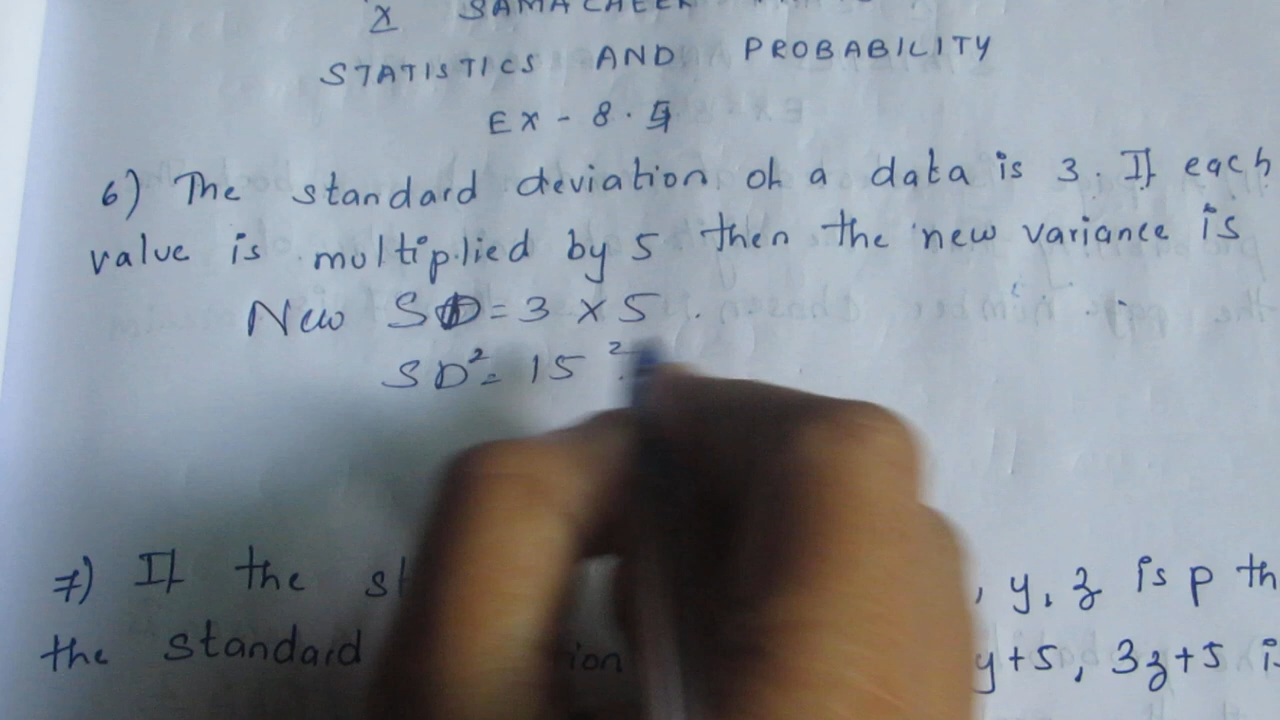 X SAMACHEER
STATISTICS AND PROBABILITY
EX - 8.5
6) The standard deviation of a data is 3. If each
value is multiplied by 5 then the new variance is
New SD = 3 x 5.
SD² = 15²
7) If the st , y, z is p th
the standard ion y+5, 3z+5 is